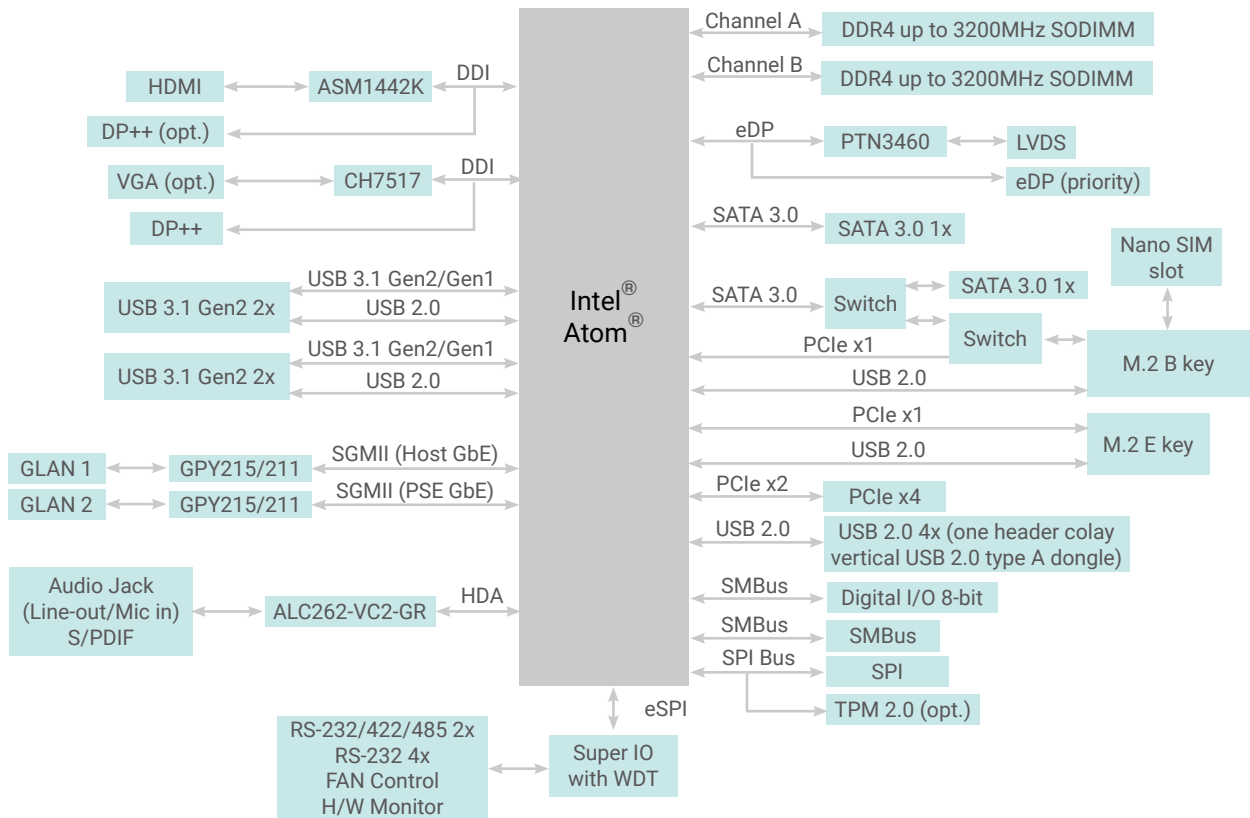 Channel A
DDR4 up to 3200MHz SODIMM
Channel B
DDR4 up to 3200MHz SODIMM
HDMI
ASM1442K
DDI
DP++ (opt.)
eDP
PTN3460
LVDS
eDP (priority)
VGA (opt.)
CH7517
DDI
DP++
SATA 3.0
SATA 3.0 1x
Nano SIM
slot
USB 3.1 Gen2 2x
USB 3.1 Gen2/Gen1
USB 2.0
Intel®
Atom®
SATA 3.0
Switch
SATA 3.0 1x
Switch
PCIe x1
USB 2.0
M.2 B key
USB 3.1 Gen2 2x
USB 3.1 Gen2/Gen1
USB 2.0
PCIe x1
USB 2.0
M.2 E key
GLAN 1
GPY215/211
SGMII (Host GbE)
GLAN 2
GPY215/211
SGMII (PSE GbE)
PCIe x2
PCIe x4
USB 2.0
USB 2.0 4x (one header colay
vertical USB 2.0 type A dongle)
Audio Jack
(Line-out/Mic in)
S/PDIF
ALC262-VC2-GR
HDA
SMBus
Digital I/O 8-bit
SMBus
SMBus
SPI Bus
SPI
TPM 2.0 (opt.)
eSPI
RS-232/422/485 2x
RS-232 4x
FAN Control
H/W Monitor
Super IO
with WDT